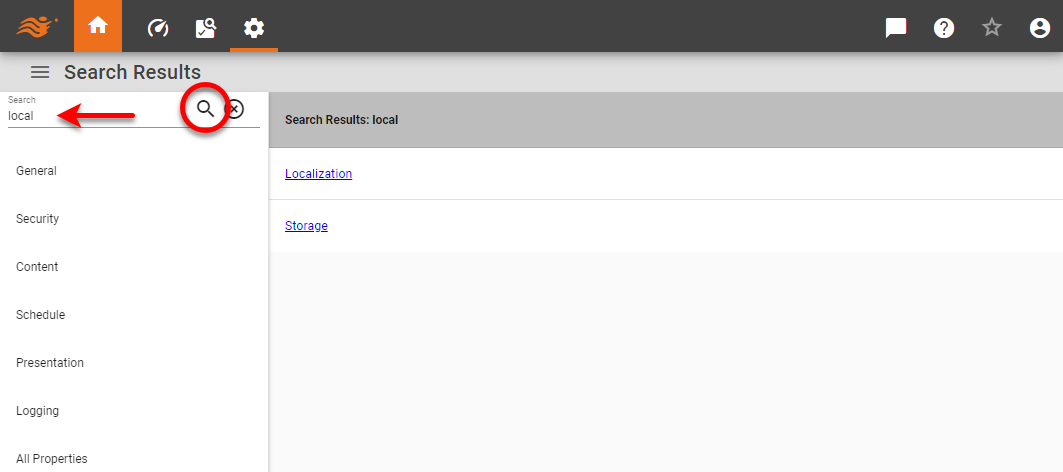 Search Results
Search
local
Search Results: local
General
Localization
Security
Storage
Content
Schedule
Presentation
Logging
All Properties